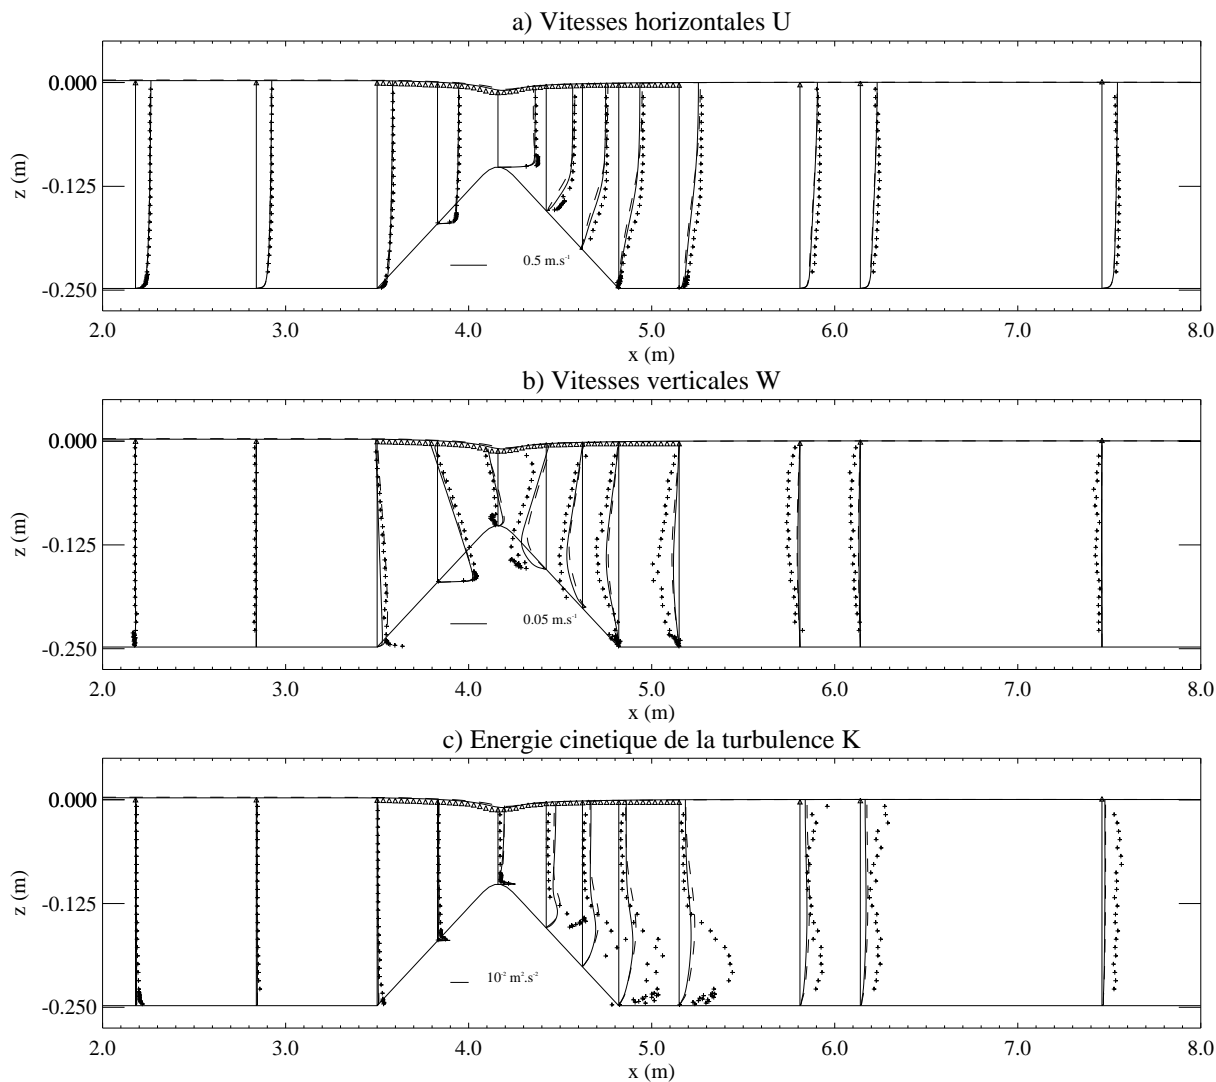 a) Vitesses horizontales U
0.000
-0.125
-0.250
z (m)
0.5 m.s⁻¹
2.0 3.0 4.0 5.0 6.0 7.0 8.0
x (m)
b) Vitesses verticales W
0.000
-0.125
-0.250
z (m)
0.05 m.s⁻¹
2.0 3.0 4.0 5.0 6.0 7.0 8.0
x (m)
c) Energie cinetique de la turbulence K
0.000
-0.125
-0.250
z (m)
10⁻² m².s⁻²
2.0 3.0 4.0 5.0 6.0 7.0 8.0
x (m)